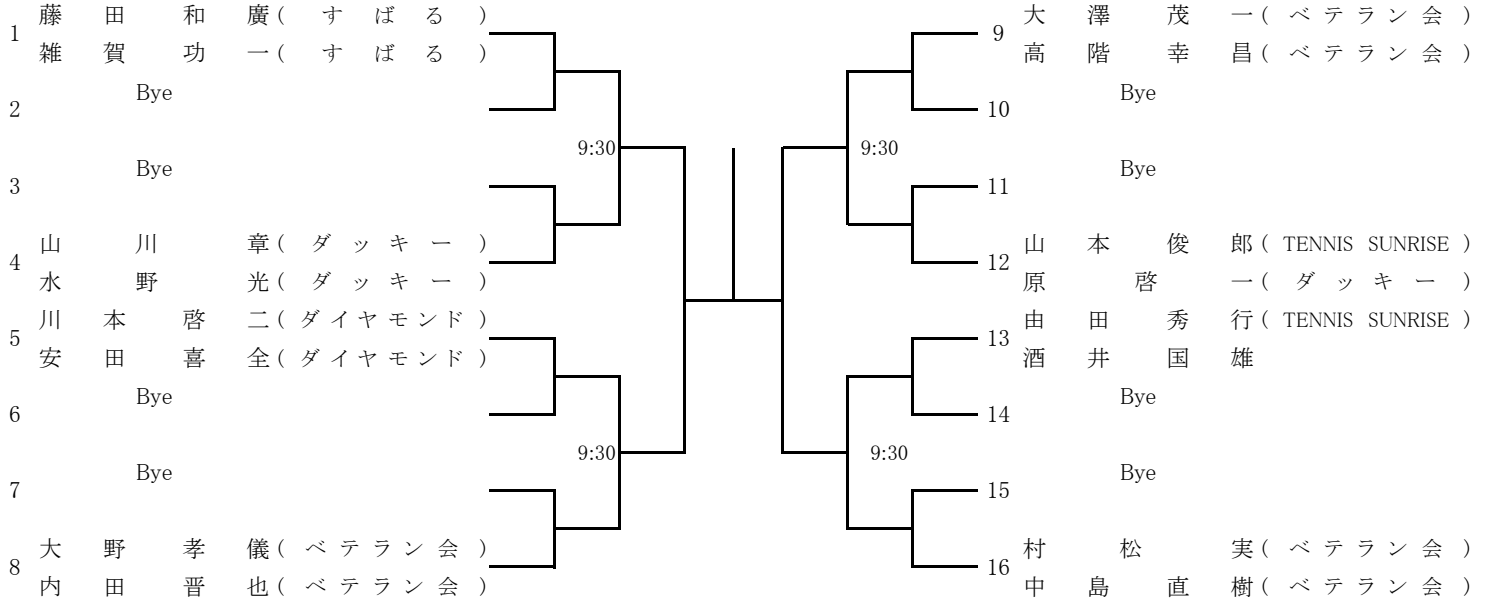 1 藤田和廣(すばる)
雑賀功一(すばる)
2 Bye
3 Bye
9:30
4 山川章(ダッキー)
水野光(ダッキー)
5 川本啓二(ダイヤモンド)
安田喜全(ダイヤモンド)
6 Bye
7 Bye
9:30
8 大野孝儀(ベテラン会)
内田晋也(ベテラン会)
9 大澤茂一(ベテラン会)
高階幸昌(ベテラン会)
10 Bye
11 Bye
9:30
12 山本俊郎(TENNIS SUNRISE)
原啓一(ダッキー)
13 由田秀行(TENNIS SUNRISE)
酒井国雄
14 Bye
15 Bye
9:30
16 村松実(ベテラン会)
中島直樹(ベテラン会)